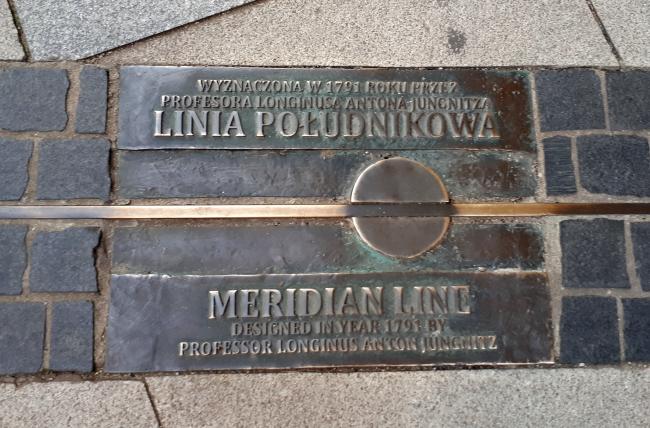 WYZNACZONA W 1791 ROKU PRZEZ
PROFESORA LONGINUSA ANTONA JUNGNITZA
LINIA POŁUDNIKOWA
MERIDIAN LINE
DESIGNED IN YEAR 1791 BY
PROFESSOR LONGINUS ANTON JUNGNITZ